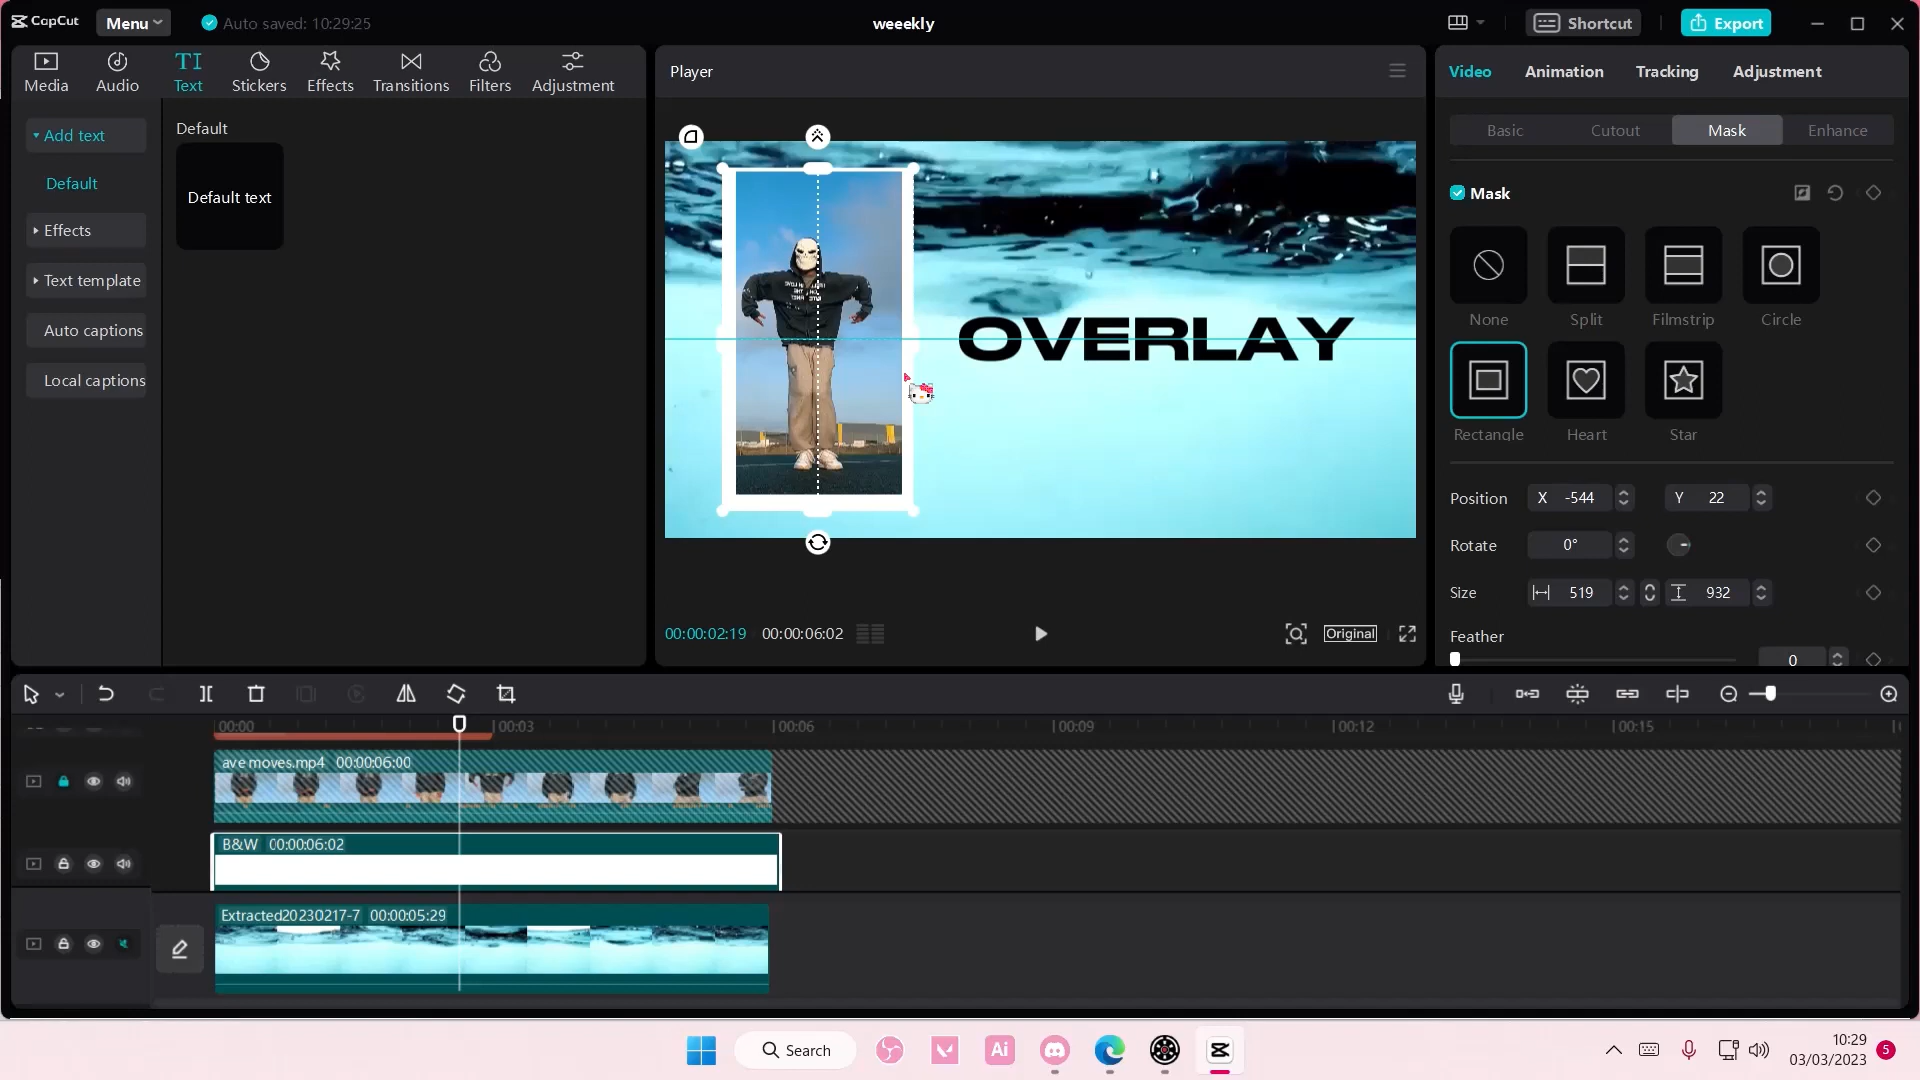 CapCut
Menu
Auto saved: 10:29:25
weeekly
Shortcut
Export
Media
Audio
TI
Text
Stickers
Effects
Transitions
Filters
Adjustment
Add text
Default
Effects
Text template
Auto captions
Local captions
Default
Default text
Player
OVERLAY
00:00:02:19
00:00:06:02
Original
Video
Animation
Tracking
Adjustment
Basic
Cutout
Mask
Enhance
Mask
None
Split
Filmstrip
Circle
Rectangle
Heart
Star
Position X -544 Y 22
Rotate 0°
Size 519 932
Feather
0
00:00
00:03
00:06
00:09
00:12
00:15
ave moves.mp4 00:00:06:00
B&W 00:00:06:02
Extracted20230217-7 00:00:05:29
Search
Ai
10:29
03/03/2023
5